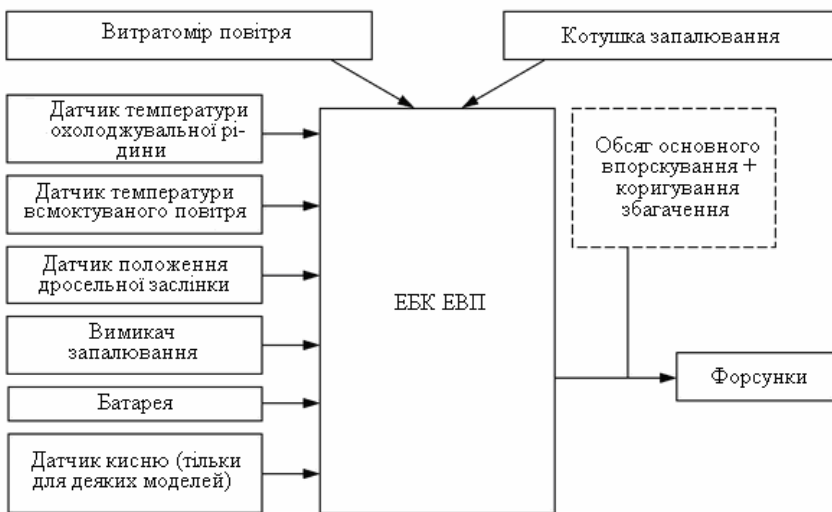 Витратомір повітря
Котушка запалювання
Датчик температури
охолоджувальної рі-
дини
Датчик температури
всмоктуваного повітря
Датчик положення
дросельної заслінки
Вимикач
запалювання
Батарея
Датчик кисню (тільки
для деяких моделей)
ЕБК ЕВП
Обсяг основного
впорскування +
коригування
збагачення
Форсунки